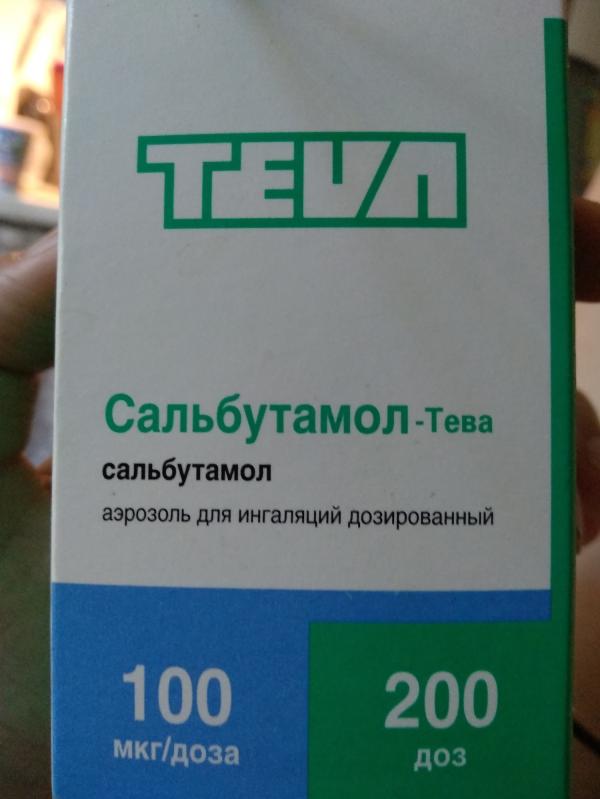 TEVA
Сальбутамол-Тева
сальбутамол
аэрозоль для ингаляций дозированный
100
мкг/доза
200
доз